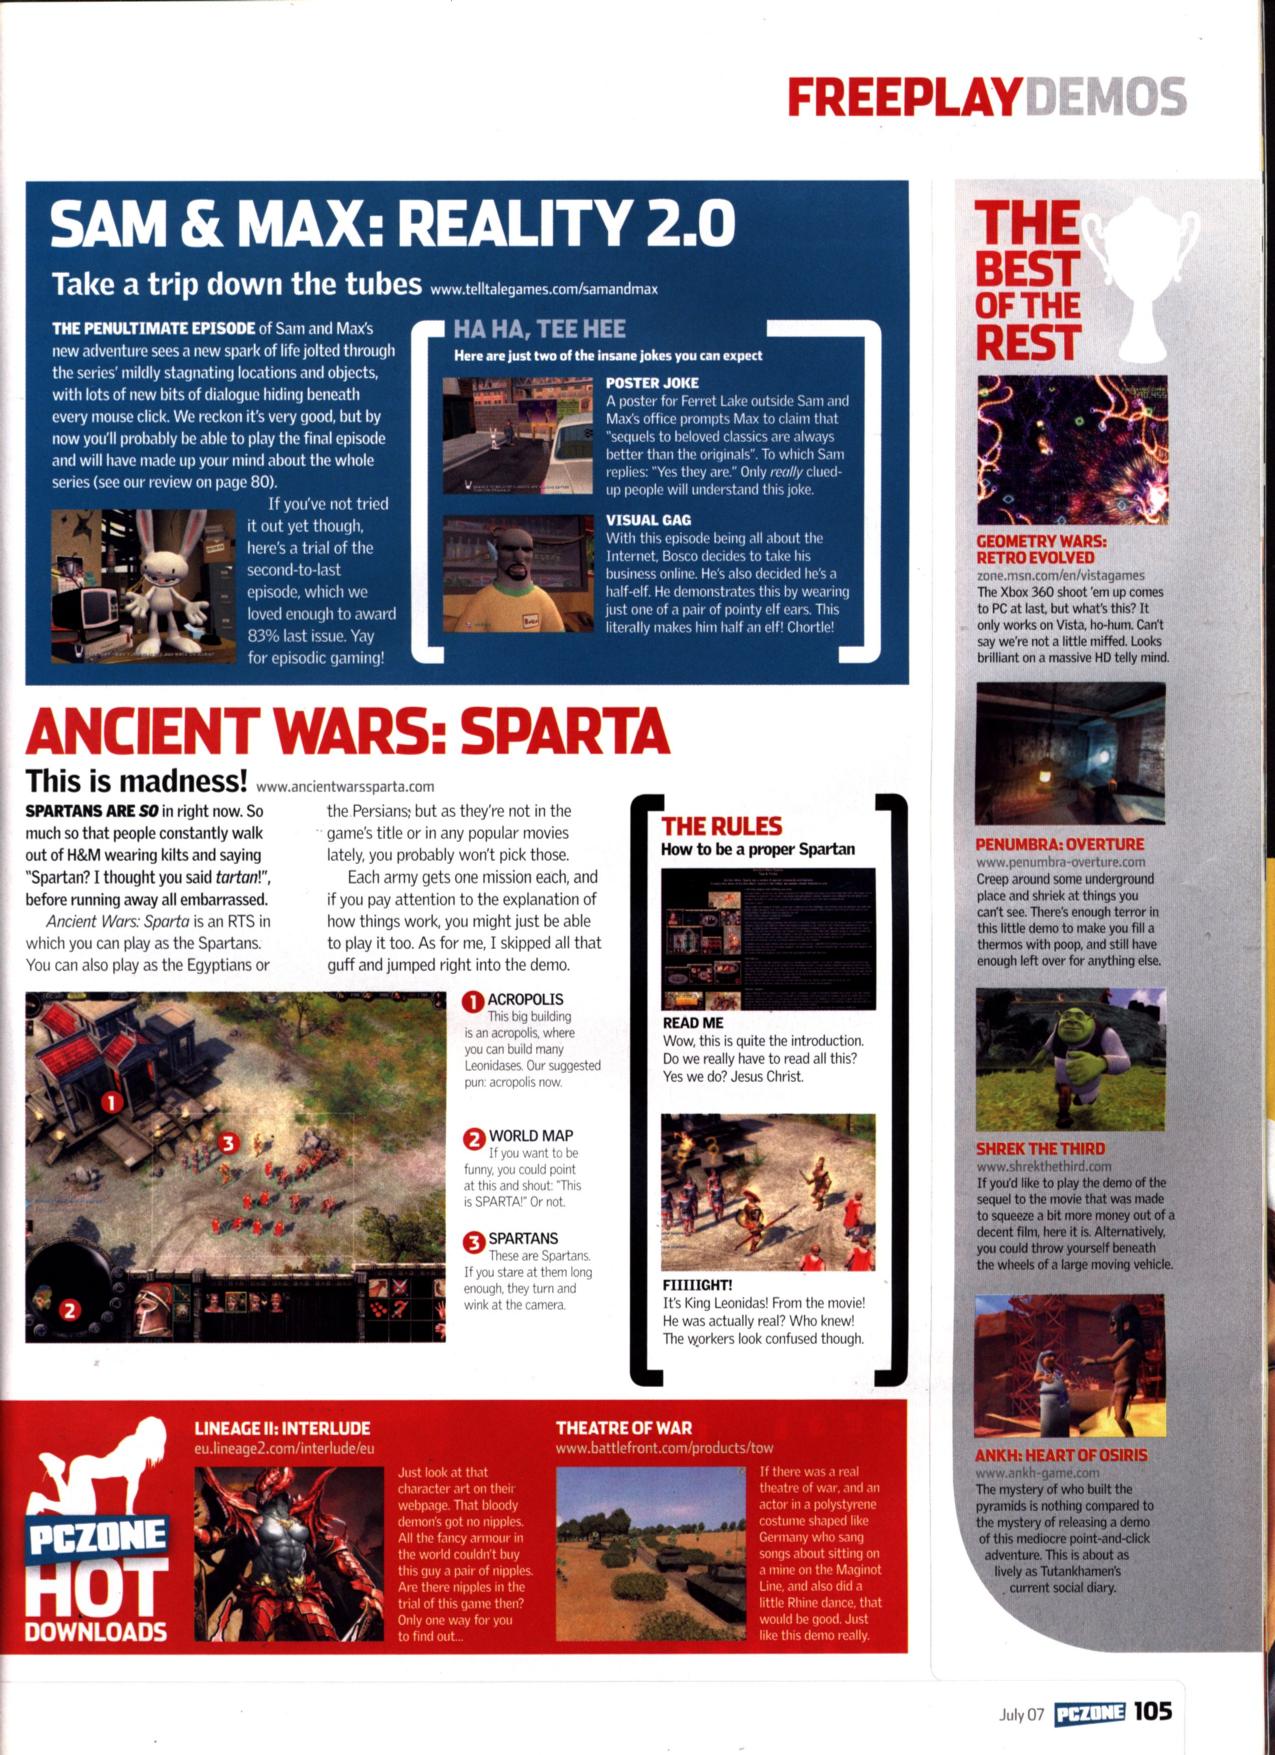 FREEPLAYDEMOS
SAM & MAX: REALITY 2.0
Take a trip down the tubes www.telltalegames.com/samandmax
THE PENULTIMATE EPISODE of Sam and Max's
new adventure sees a new spark of life jolted through
the series' mildly stagnating locations and objects,
with lots of new bits of dialogue hiding beneath
every mouse click. We reckon it's very good, but by
now you'll probably be able to play the final episode
and will have made up your mind about the whole
series (see our review on page 80).
If you've not tried
it out yet though,
here's a trial of the
second-to-last
episode, which we
loved enough to award
83% last issue. Yay
for episodic gaming!
HA HA, TEE HEE
Here are just two of the insane jokes you can expect
POSTER JOKE
A poster for Ferret Lake outside Sam and
Max's office prompts Max to claim that
"sequels to beloved classics are always
better than the originals". To which Sam
replies: "Yes they are." Only really clued-
up people will understand this joke.
VISUAL GAG
With this episode being all about the
Internet, Bosco decides to take his
business online. He's also decided he's a
half-elf. He demonstrates this by wearing
just one of a pair of pointy elf ears. This
literally makes him half an elf! Chortle!
ANCIENT WARS: SPARTA
This is madness! www.ancientwarssparta.com
SPARTANS ARE SO in right now. So
much so that people constantly walk
out of H&M wearing kilts and saying
"Spartan? I thought you said tartan!",
before running away all embarrassed.
Ancient Wars: Sparta is an RTS in
which you can play as the Spartans.
You can also play as the Egyptians or
the Persians; but as they're not in the
game's title or in any popular movies
lately, you probably won't pick those.
Each army gets one mission each, and
if you pay attention to the explanation of
how things work, you might just be able
to play it too. As for me, I skipped all that
guff and jumped right into the demo.
1
3
2
1 ACROPOLIS
This big building
is an acropolis, where
you can build many
Leonidases. Our suggested
pun: acropolis now.
2 WORLD MAP
If you want to be
funny, you could point
at this and shout: "This
is SPARTA!" Or not.
3 SPARTANS
These are Spartans.
If you stare at them long
enough, they turn and
wink at the camera.
THE RULES
How to be a proper Spartan
READ ME
Wow, this is quite the introduction.
Do we really have to read all this?
Yes we do? Jesus Christ.
FIIIIIGHT!
It's King Leonidas! From the movie!
He was actually real? Who knew!
The workers look confused though.
PCZONE
HOT
DOWNLOADS
LINEAGE II: INTERLUDE
eu.lineage2.com/interlude/eu
Just look at that
character art on their
webpage. That bloody
demon's got no nipples.
All the fancy armour in
the world couldn't buy
this guy a pair of nipples.
Are there nipples in the
trial of this game then?
Only one way for you
to find out...
THEATRE OF WAR
www.battlefront.com/products/tow
If there was a real
theatre of war, and an
actor in a polystyrene
costume shaped like
Germany who sang
songs about sitting on
a mine on the Maginot
Line, and also did a
little Rhine dance, that
would be good. Just
like this demo really.
THE
BEST
OF THE
REST
GEOMETRY WARS:
RETRO EVOLVED
zone.msn.com/en/vistagames
The Xbox 360 shoot 'em up comes
to PC at last, but what's this? It
only works on Vista, ho-hum. Can't
say we're not a little miffed. Looks
brilliant on a massive HD telly mind.
PENUMBRA: OVERTURE
www.penumbra-overture.com
Creep around some underground
place and shriek at things you
can't see. There's enough terror in
this little demo to make you fill a
thermos with poop, and still have
enough left over for anything else.
SHREK THE THIRD
www.shrekthethird.com
If you'd like to play the demo of the
sequel to the movie that was made
to squeeze a bit more money out of a
decent film, here it is. Alternatively,
you could throw yourself beneath
the wheels of a large moving vehicle.
ANKH: HEART OF OSIRIS
www.ankh-game.com
The mystery of who built the
pyramids is nothing compared to
the mystery of releasing a demo
of this mediocre point-and-click
adventure. This is about as
lively as Tutankhamen's
current social diary.
July 07 PCZONE 105